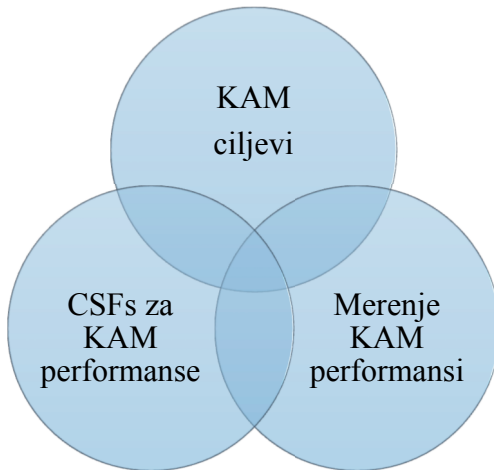 KAM
ciljevi
CSFs za
KAM
performanse
Merenje
KAM
performansi